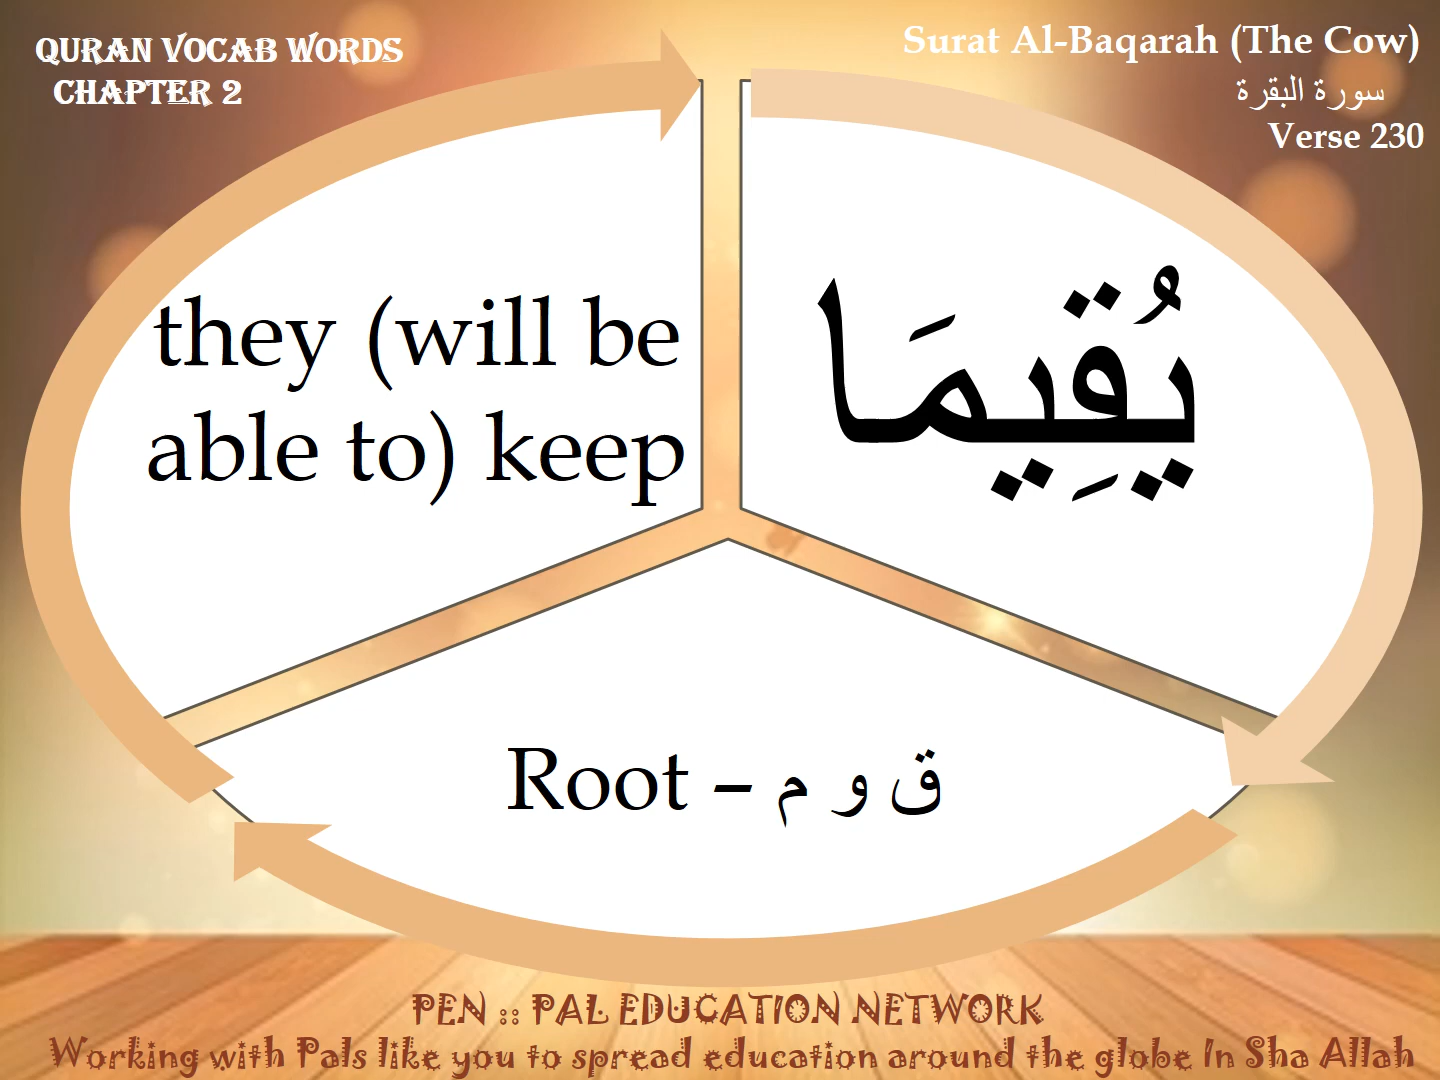 QURAN VOCAB WORDS
CHAPTER 2
Surat Al-Baqarah (The Cow)
سورة البقرة
Verse 230
they (will be
able to) keep
يُقِيمَا
Root – ق و م
PEN :: PAL EDUCATION NETWORK
Working with Pals like you to spread education around the globe In Sha Allah